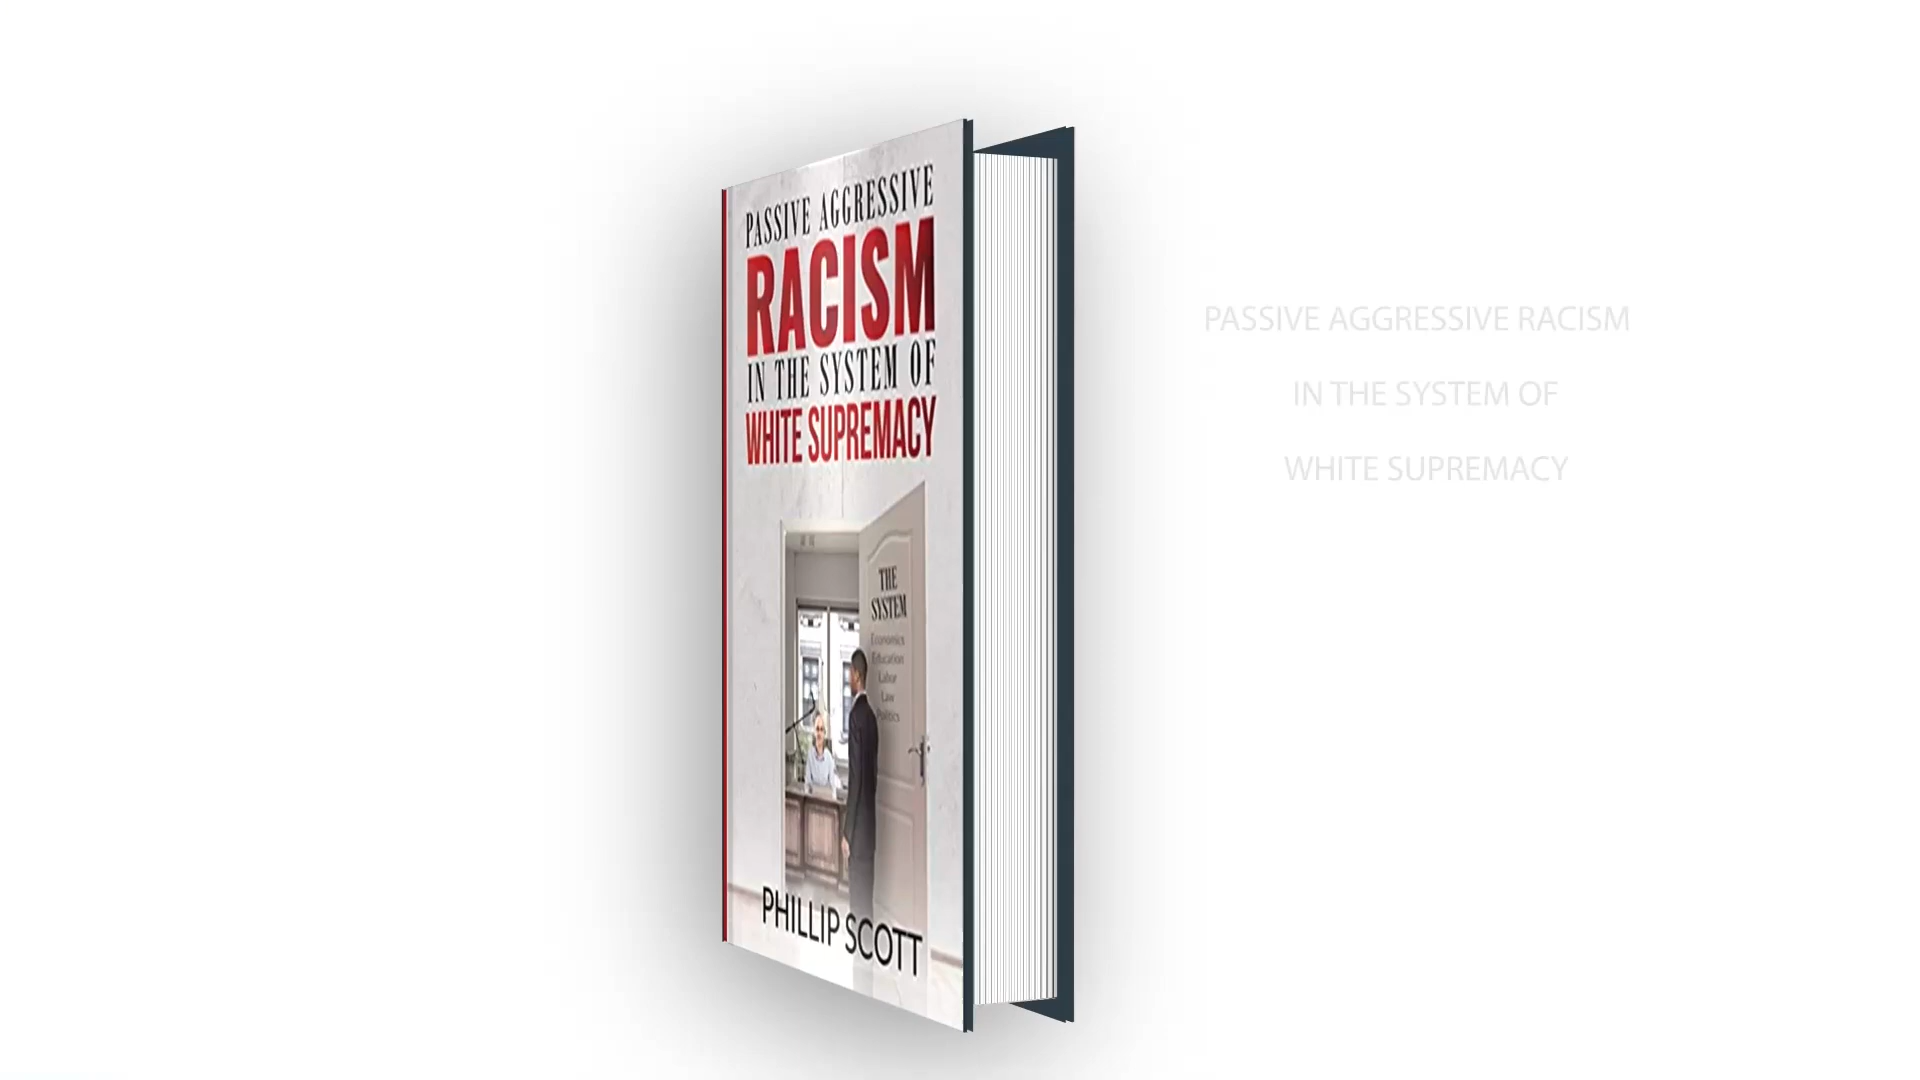 PASSIVE AGGRESSIVE
RACISM
IN THE SYSTEM OF
WHITE SUPREMACY
THE
SYSTEM
Economics
Education
Labor
Law
Politics
PHILLIP SCOTT
PASSIVE AGGRESSIVE RACISM
IN THE SYSTEM OF
WHITE SUPREMACY